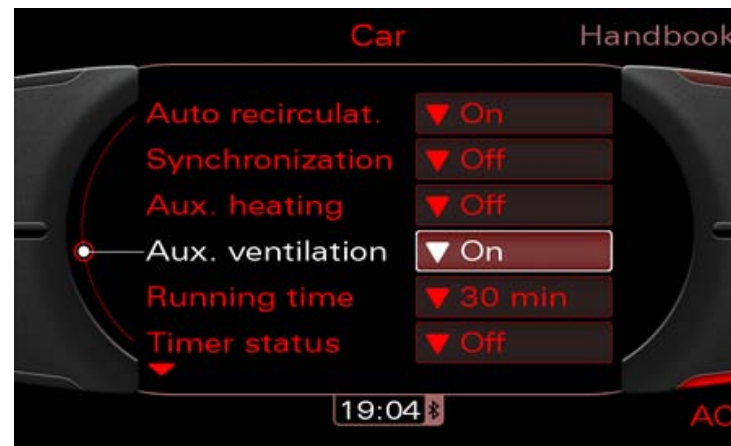 Car Handbook
Auto recirculat. On
Synchronization Off
Aux. heating Off
Aux. ventilation On
Running time 30 min
Timer status Off
19:04
AC